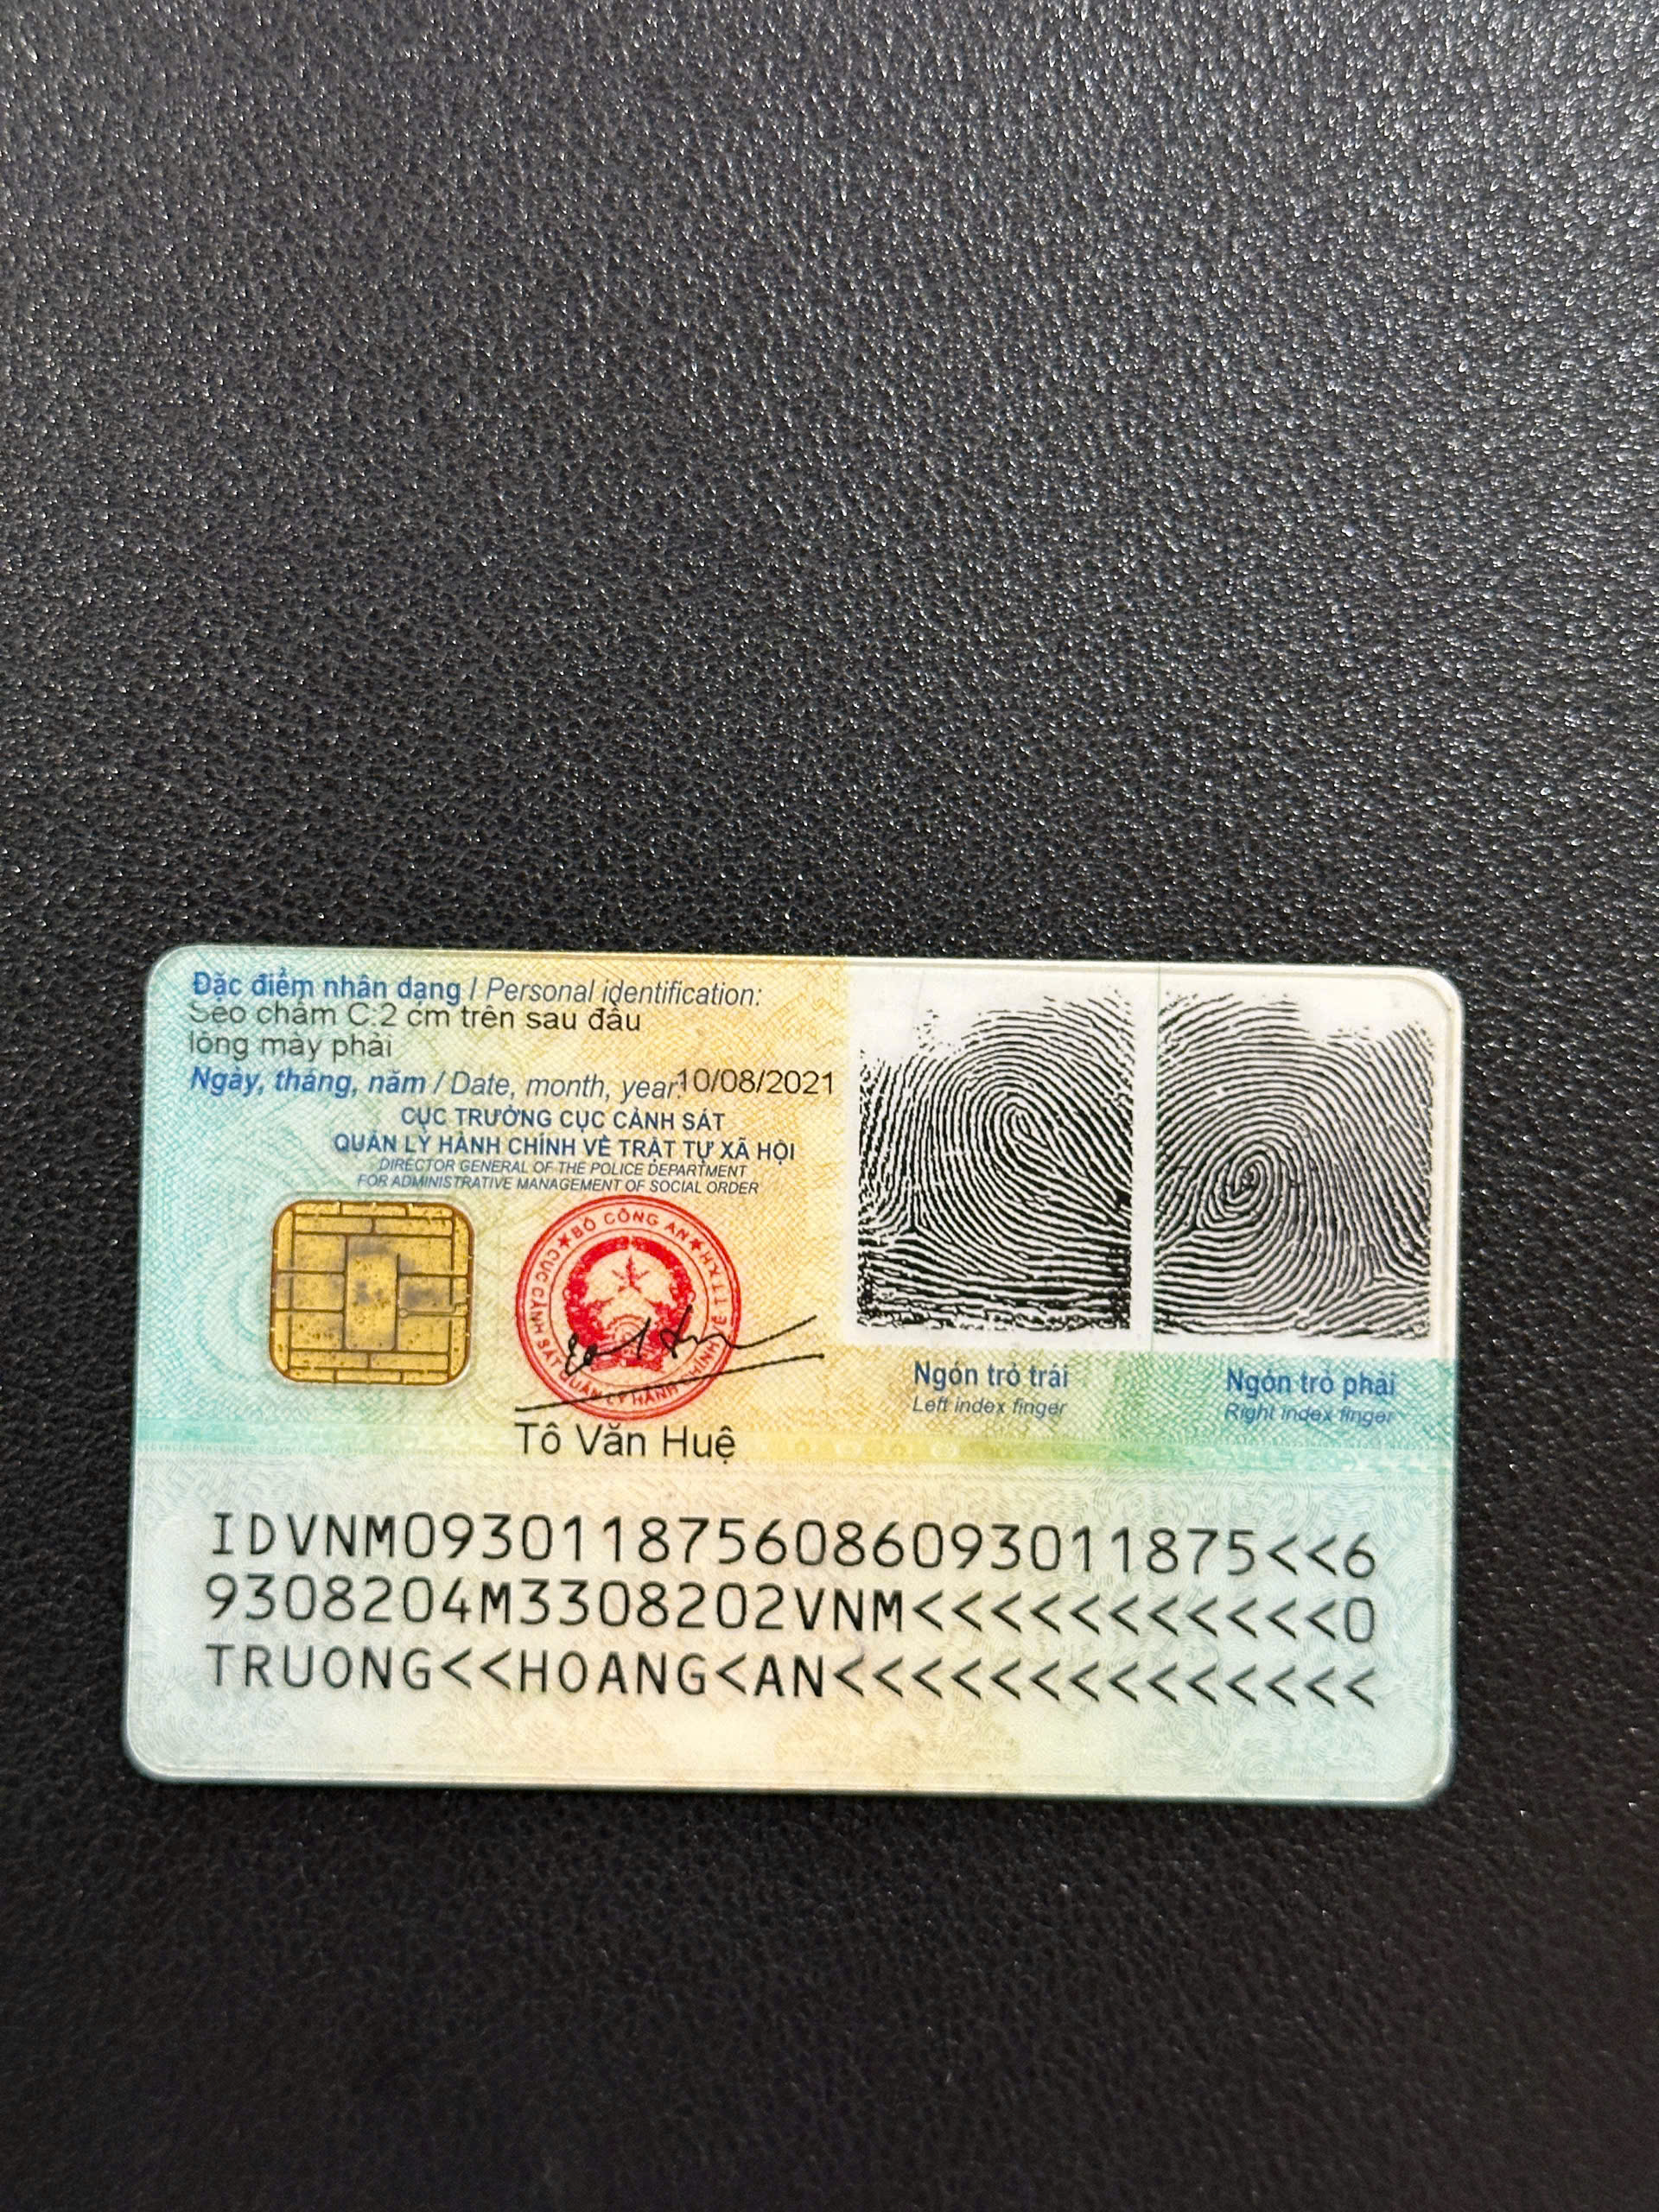 Đặc điểm nhân dạng / Personal identification:
Sẹo chấm C.2 cm trên sau đầu
lông mày phải
Ngày, tháng, năm / Date, month, year: 10/08/2021
CỤC TRƯỞNG CỤC CẢNH SÁT
QUẢN LÝ HÀNH CHÍNH VỀ TRẬT TỰ XÃ HỘI
DIRECTOR GENERAL OF THE POLICE DEPARTMENT
FOR ADMINISTRATIVE MANAGEMENT OF SOCIAL ORDER
BỘ CÔNG AN
CỤC CẢNH SÁT QUẢN LÝ HÀNH CHÍNH VỀ TTXH
Tô Văn Huệ
Ngón trỏ trái
Left index finger
Ngón trỏ phải
Right index finger
IDVNM0930118756086093011875<<6
9308204M3308202VNM<<<<<<<<<<<0
TRUONG<<HOANG<AN<<<<<<<<<<<<<<